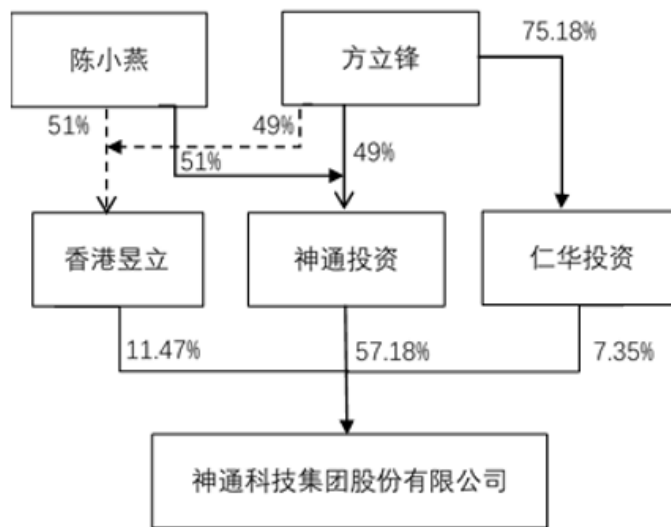 75.18%
陈小燕
方立锋
51%
49%
51%
49%
香港昱立
神通投资
仁华投资
11.47%
57.18%
7.35%
神通科技集团股份有限公司